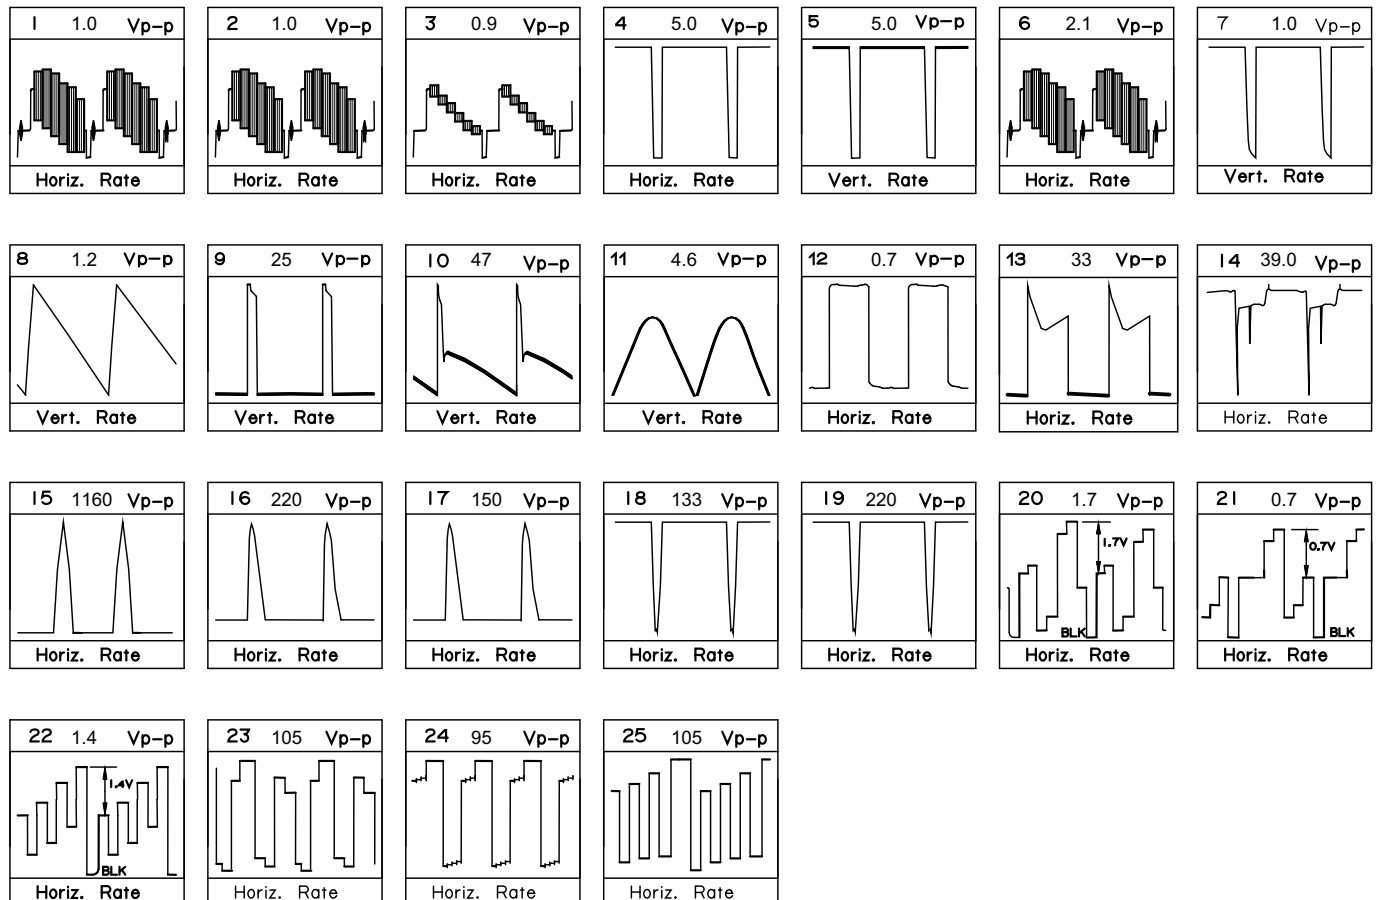 1 1.0 Vp-p
Horiz. Rate
2 1.0 Vp-p
Horiz. Rate
3 0.9 Vp-p
Horiz. Rate
4 5.0 Vp-p
Horiz. Rate
5 5.0 Vp-p
Vert. Rate
6 2.1 Vp-p
Horiz. Rate
7 1.0 Vp-p
Vert. Rate
8 1.2 Vp-p
Vert. Rate
9 25 Vp-p
Vert. Rate
10 47 Vp-p
Vert. Rate
11 4.6 Vp-p
Vert. Rate
12 0.7 Vp-p
Horiz. Rate
13 33 Vp-p
Horiz. Rate
14 39.0 Vp-p
Horiz. Rate
15 1160 Vp-p
Horiz. Rate
16 220 Vp-p
Horiz. Rate
17 150 Vp-p
Horiz. Rate
18 133 Vp-p
Horiz. Rate
19 220 Vp-p
Horiz. Rate
20 1.7 Vp-p
1.7V
BLK
Horiz. Rate
21 0.7 Vp-p
0.7V
BLK
Horiz. Rate
22 1.4 Vp-p
1.4V
BLK
Horiz. Rate
23 105 Vp-p
Horiz. Rate
24 95 Vp-p
Horiz. Rate
25 105 Vp-p
Horiz. Rate